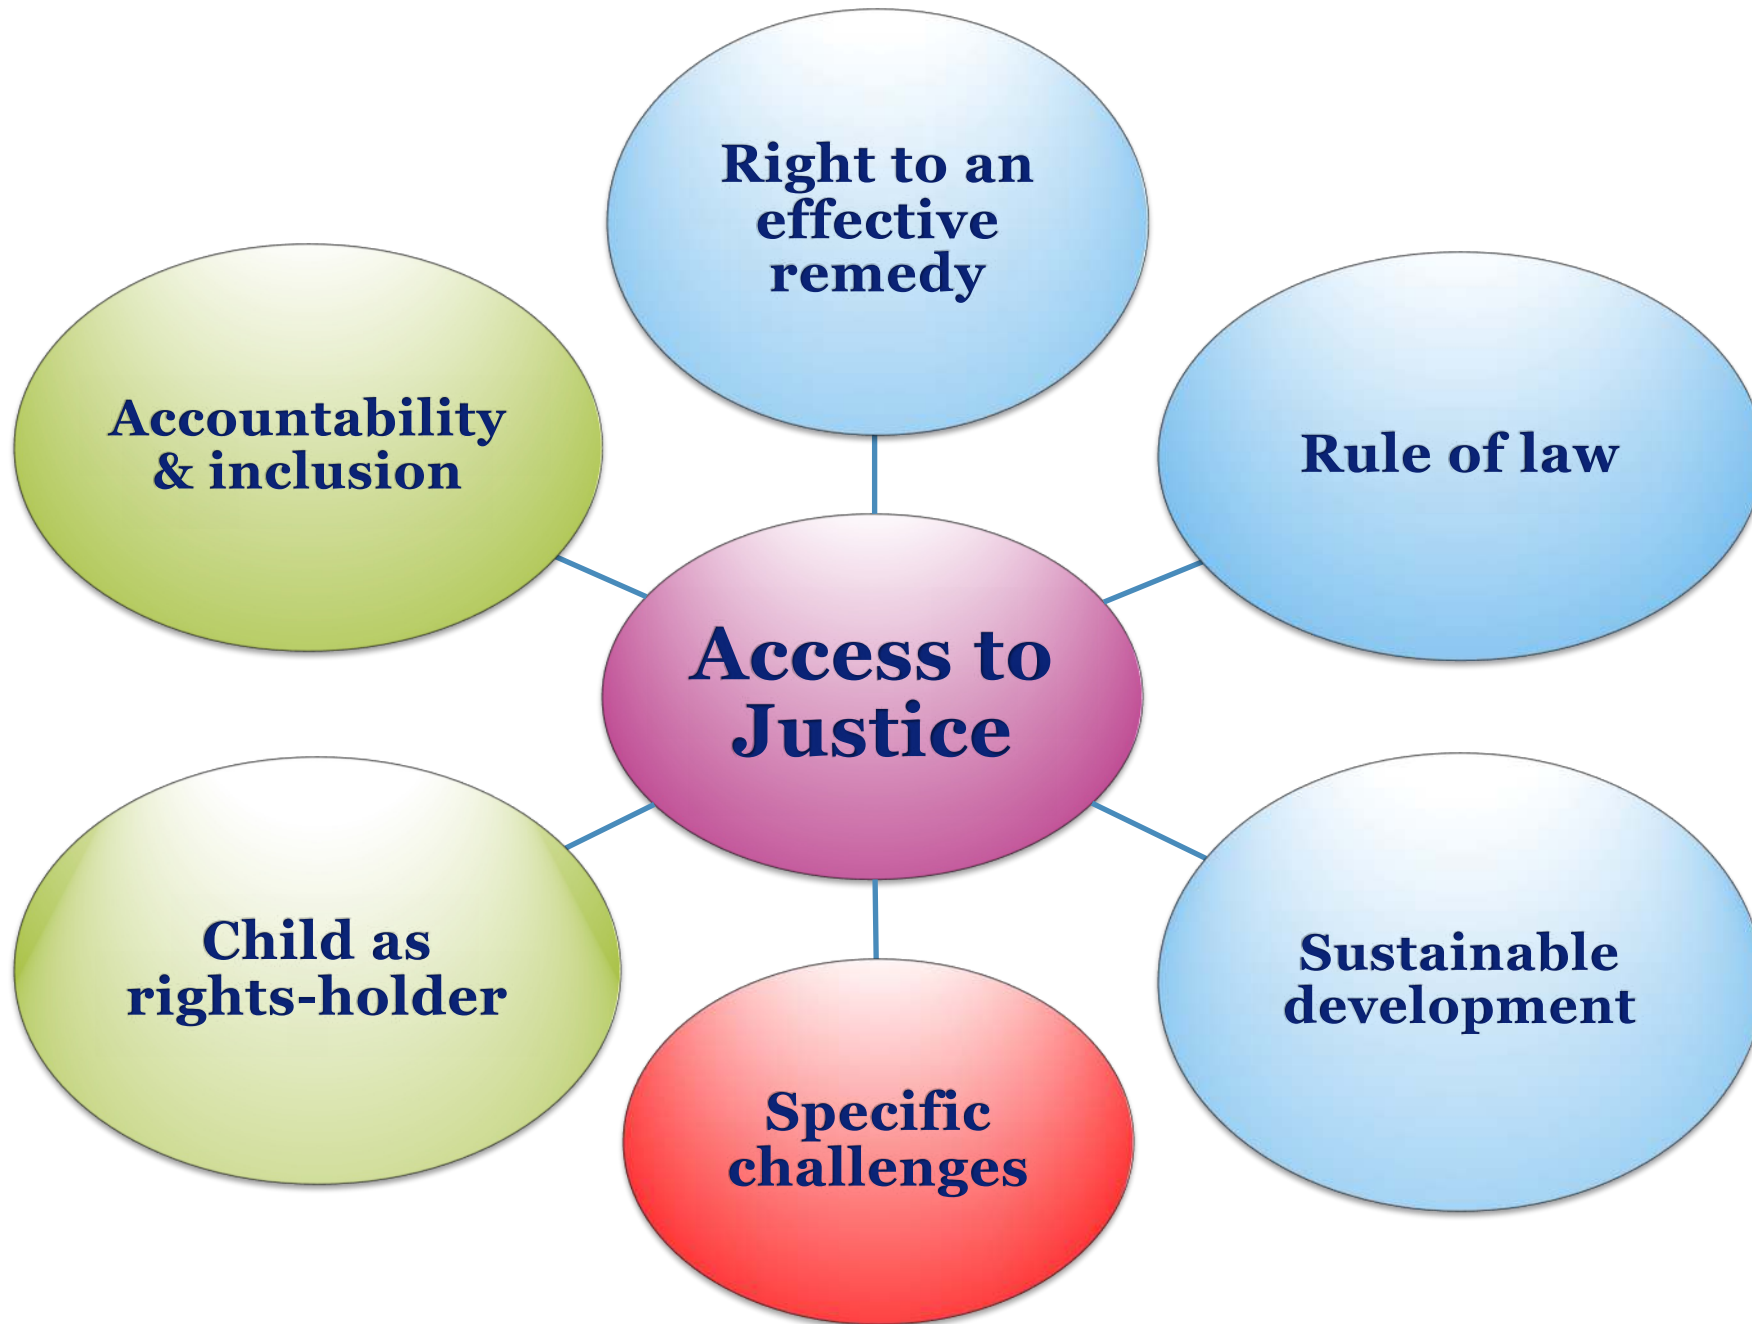 Right to an
effective
remedy
Accountability
& inclusion
Rule of law
Access to
Justice
Child as
rights-holder
Sustainable
development
Specific
challenges